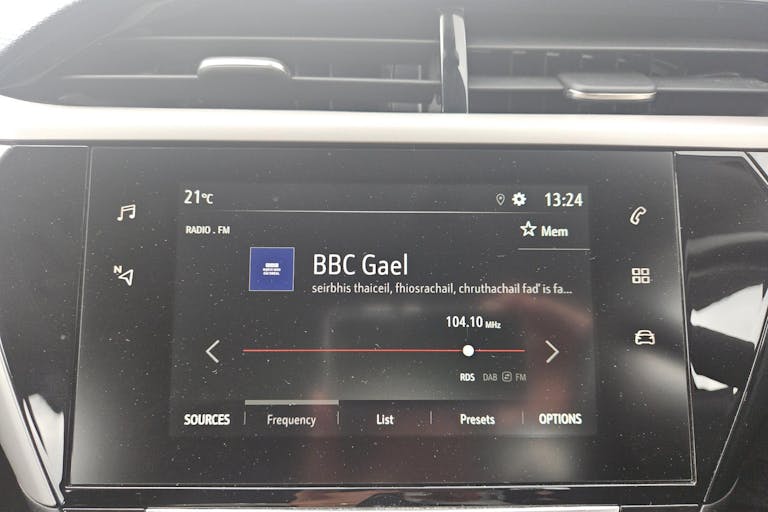 21°C 13:24
RADIO . FM Mem
BBC Gael
seirbhis thaiceil, fhiosrachail, chruthachail fad' is fa...
104.10 MHz
N
RDS DAB FM
SOURCES Frequency List Presets OPTIONS